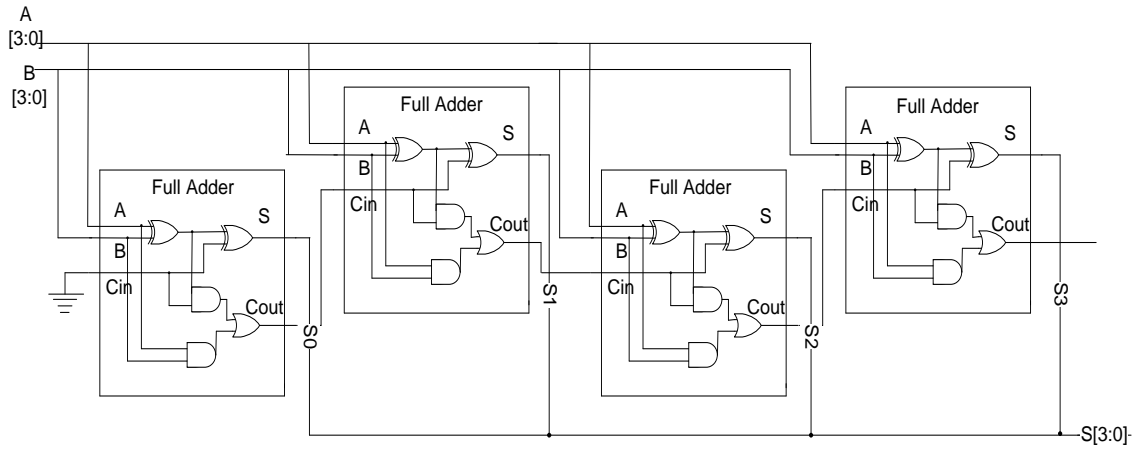 A
[3:0]
B
[3:0]
Full Adder
A
B
Cin
S
Cout
S0
Full Adder
A
B
Cin
S
Cout
S1
Full Adder
A
B
Cin
S
Cout
S2
Full Adder
A
B
Cin
S
Cout
S3
S[3:0]